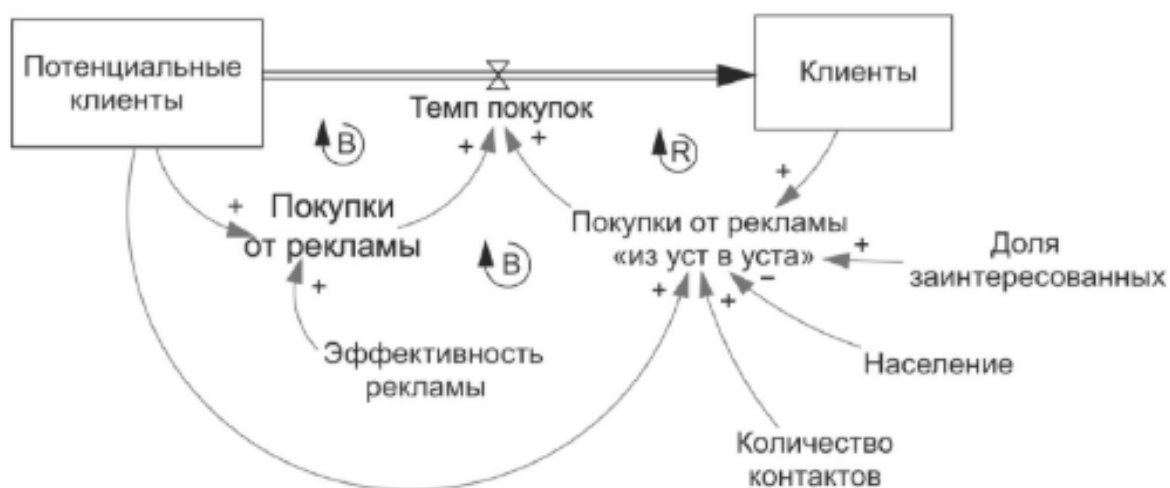 Потенциальные
клиенты
Клиенты
Темп покупок
B
R
+
+
+
+
Покупки
от рекламы
Покупки от рекламы
«из уст в уста»
B
+
+
−
+
+
Доля
заинтересованных
Эффективность
рекламы
Население
Количество
контактов